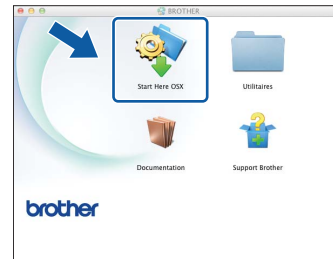 BROTHER
Start Here OSX
Utilitaires
Documentation
Support Brother
brother